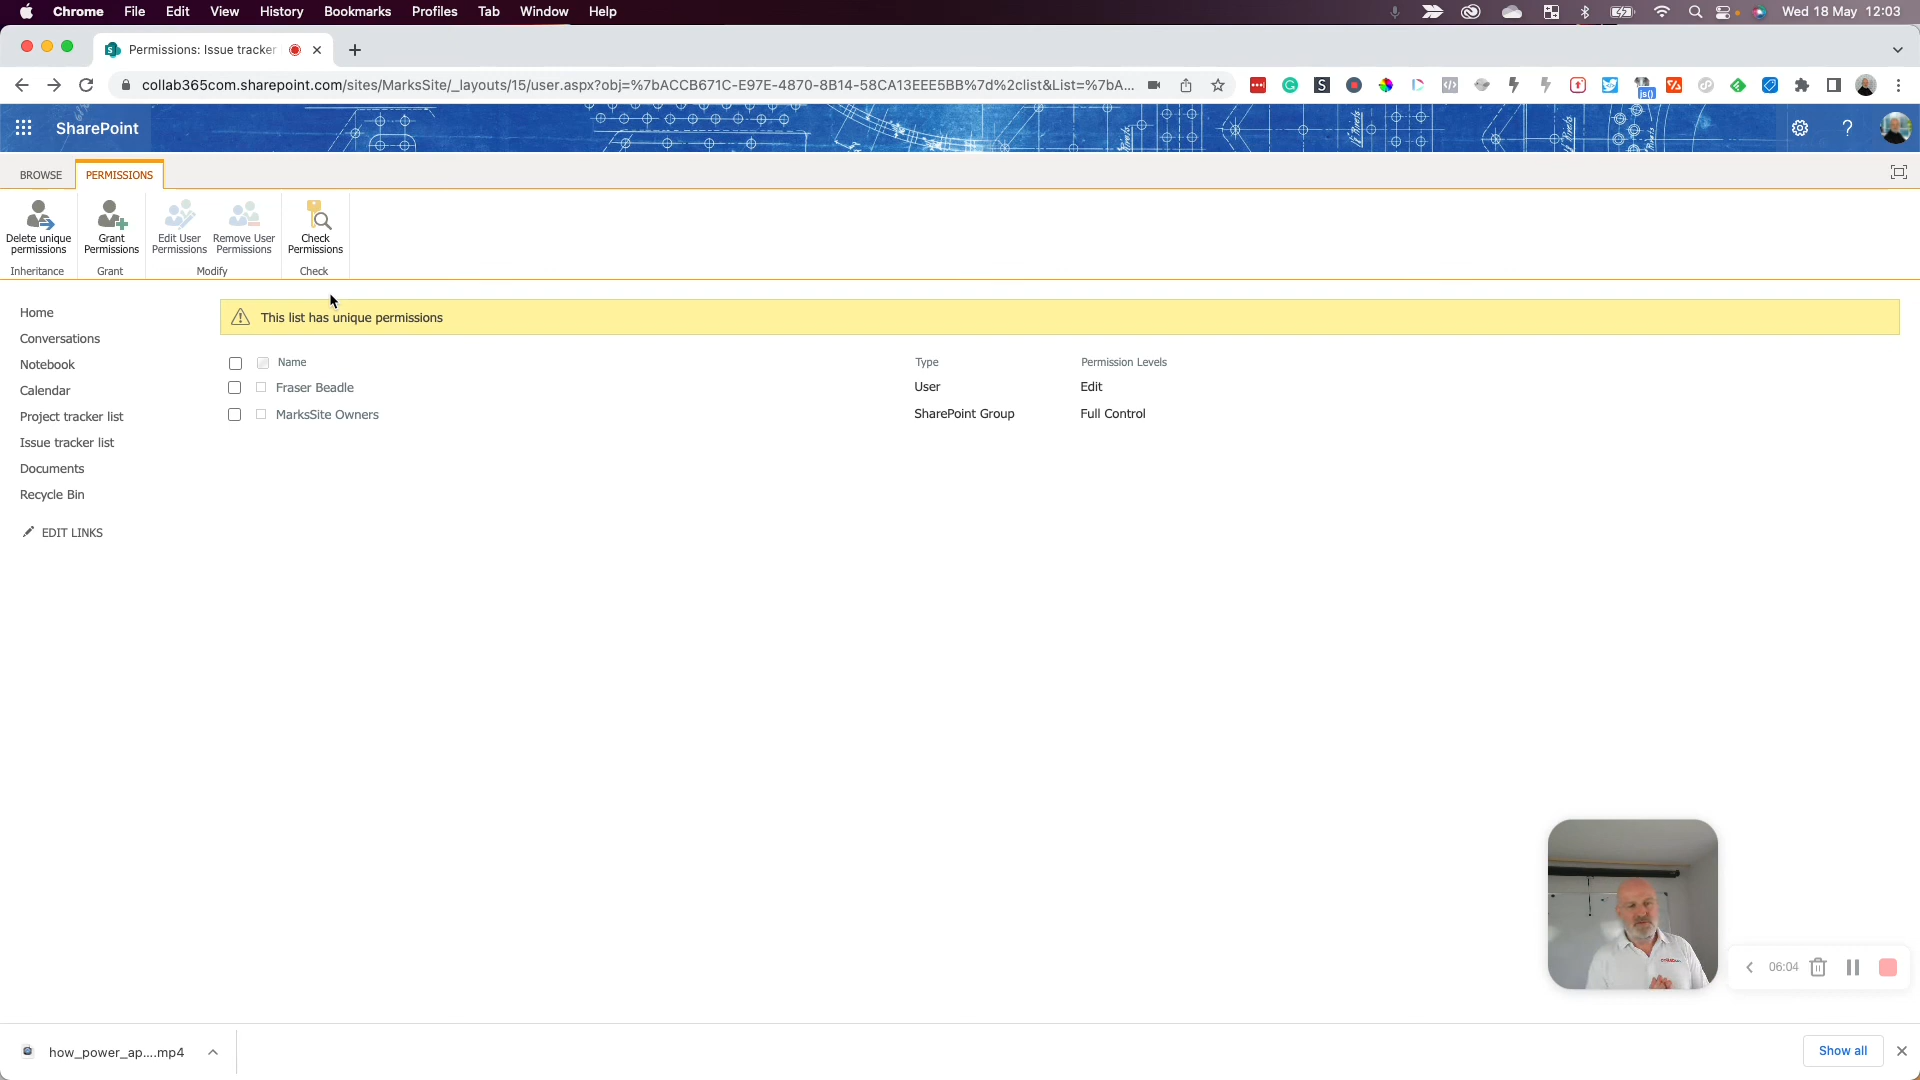 Chrome File Edit View History Bookmarks Profiles Tab Window Help Wed 18 May 12:03
Permissions: Issue tracker
collab365com.sharepoint.com/sites/MarksSite/_layouts/15/user.aspx?obj=%7bACCB671C-E97E-4870-8B14-58CA13EEE5BB%7d%2clist&List=%7bA...
SharePoint
BROWSE PERMISSIONS
Delete unique permissions
Grant Permissions
Edit User Permissions
Remove User Permissions
Check Permissions
Inheritance Grant Modify Check
Home
Conversations
Notebook
Calendar
Project tracker list
Issue tracker list
Documents
Recycle Bin
EDIT LINKS
This list has unique permissions
Name Type Permission Levels
Fraser Beadle User Edit
MarksSite Owners SharePoint Group Full Control
06:04
how_power_ap....mp4
Show all